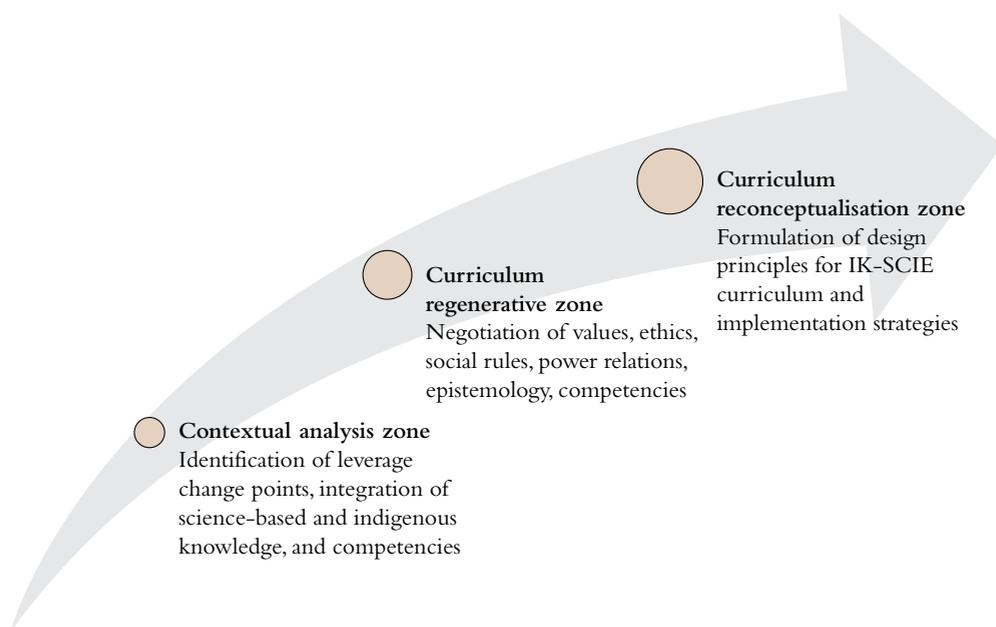 Curriculum
reconceptualisation zone
Formulation of design
principles for IK-SCIE
curriculum and
implementation strategies
Curriculum
regenerative zone
Negotiation of values, ethics,
social rules, power relations,
epistemology, competencies
Contextual analysis zone
Identification of leverage
change points, integration of
science-based and indigenous
knowledge, and competencies